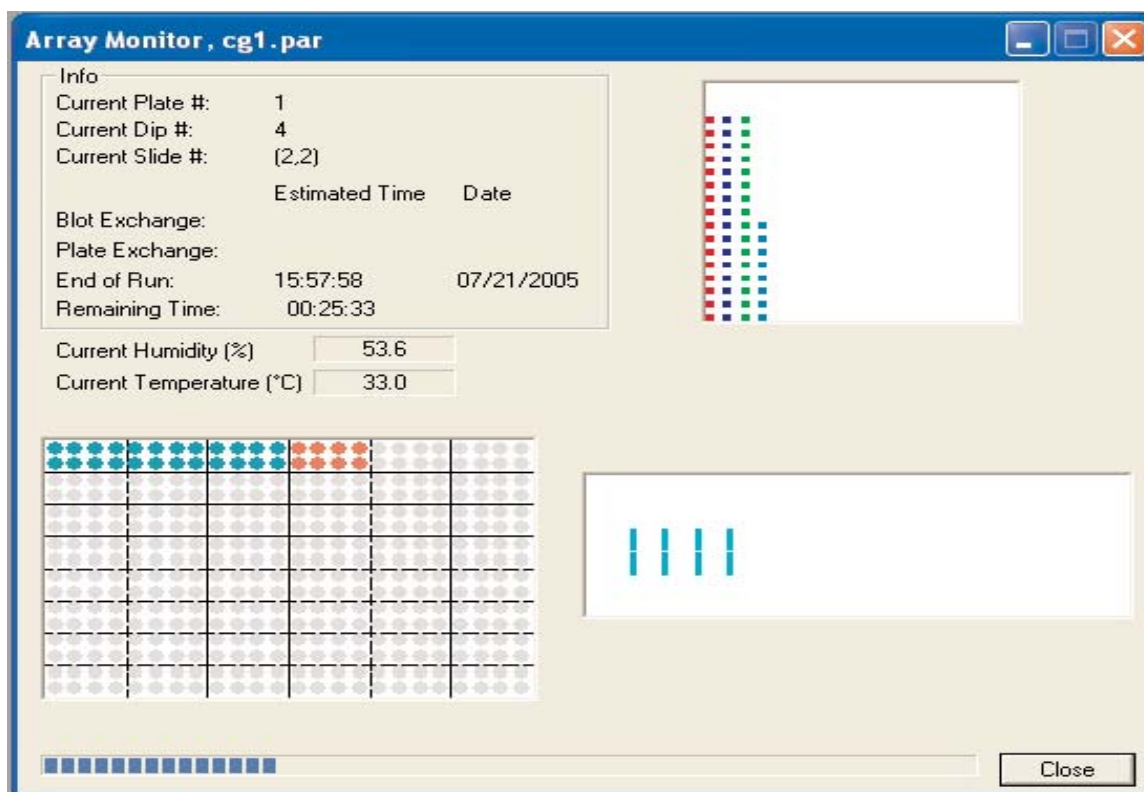 Array Monitor, cg1.par
Info
Current Plate #: 1
Current Dip #: 4
Current Slide #: (2,2)
Estimated Time Date
Blot Exchange:
Plate Exchange:
End of Run: 15:57:58 07/21/2005
Remaining Time: 00:25:33
Current Humidity (%) 53.6
Current Temperature (°C) 33.0
Close